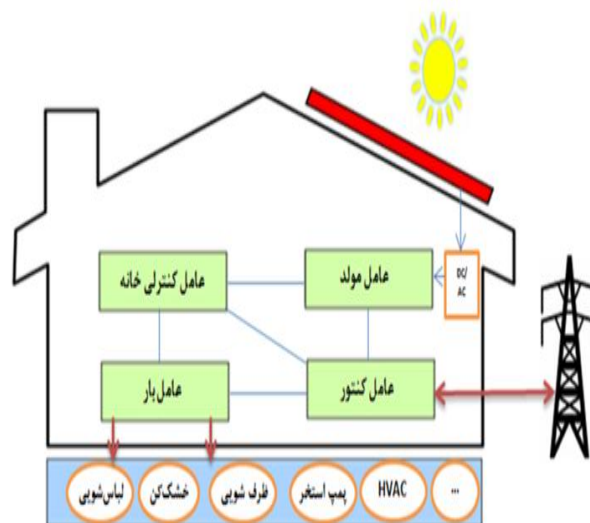 DC/
AC
عامل مولد
عامل کنترلی خانه
عامل کنتور
عامل بار
...
HVAC
پمپ استخر
ظرف شویی
خشک‌کن
لباس‌شویی